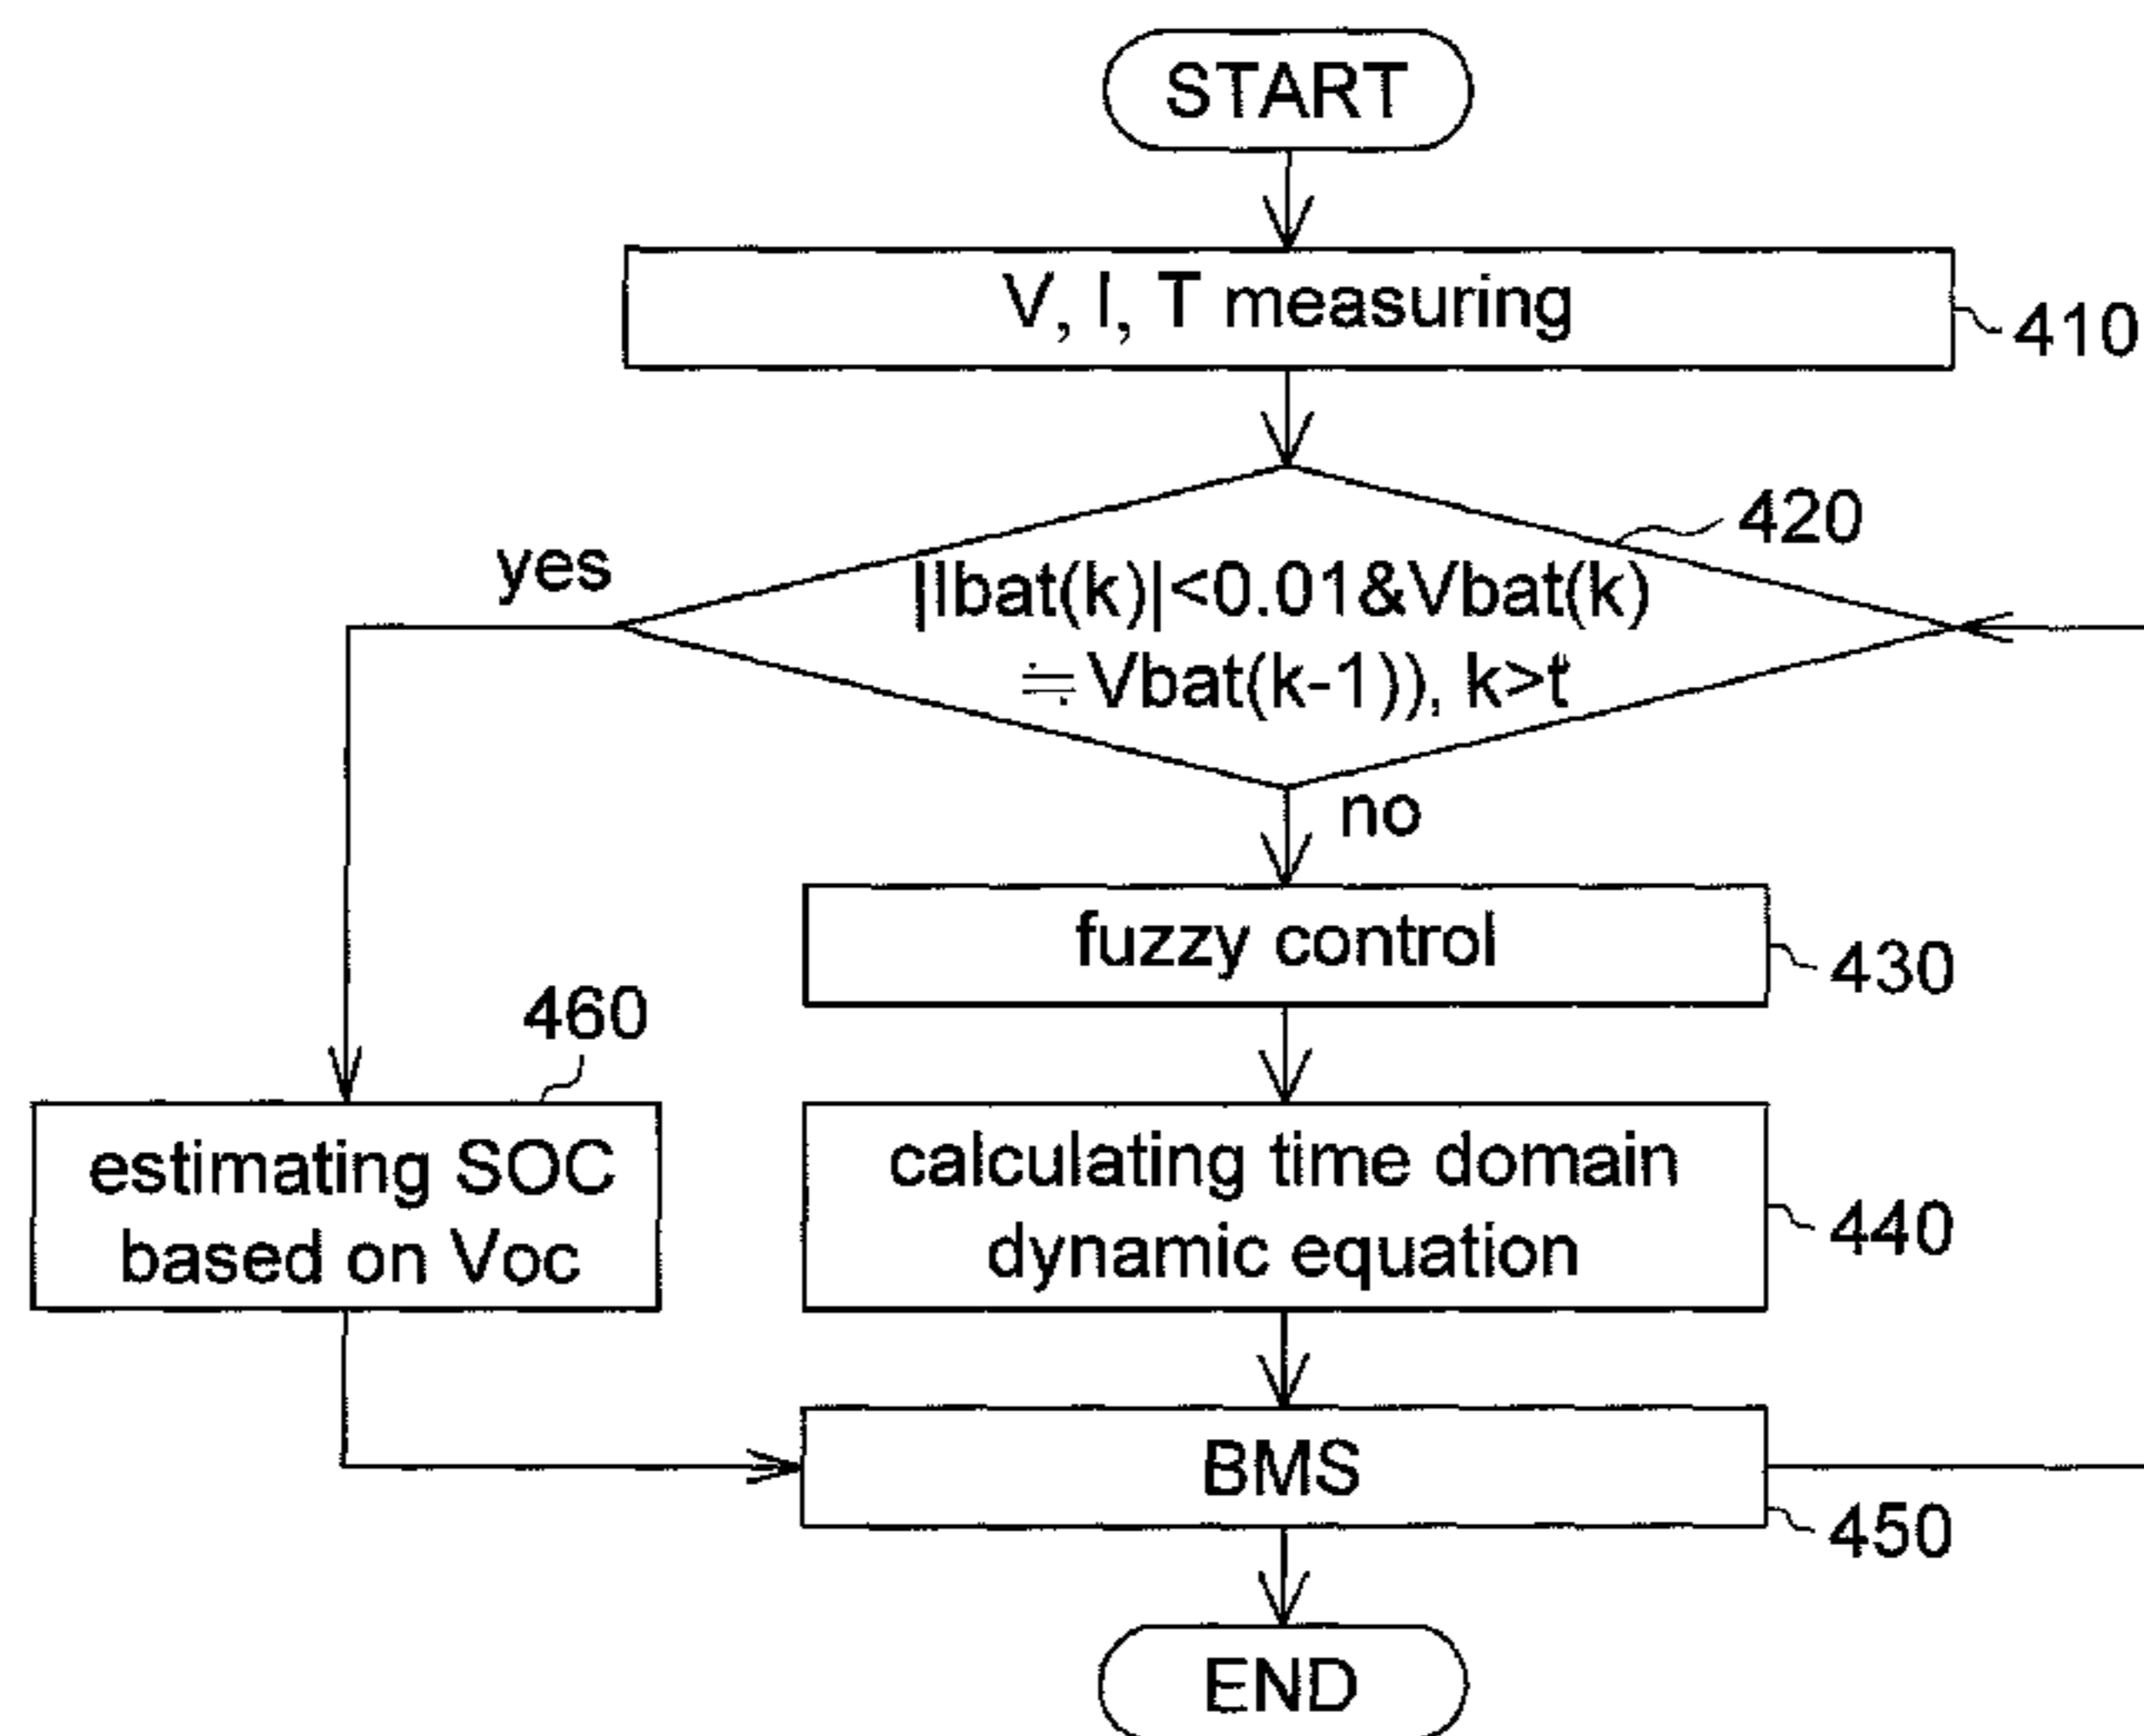 START
V, I, T measuring
410
420
yes
|Ibat(k)|<0.01&Vbat(k)
≒Vbat(k-1)), k>t
no
fuzzy control
430
460
estimating SOC
based on Voc
calculating time domain
dynamic equation
440
BMS
450
END